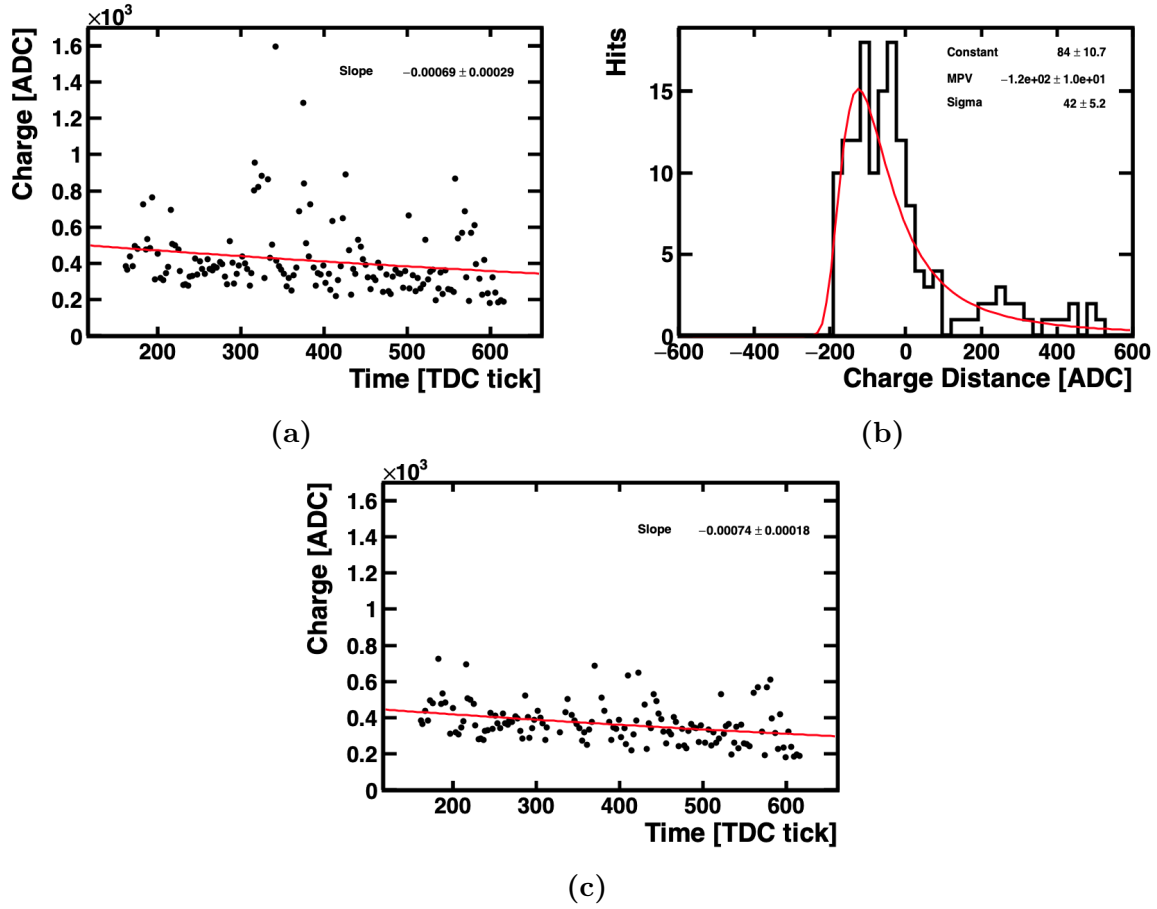 ×10³
Charge [ADC]
1.6
1.4
1.2
1
0.8
0.6
0.4
0.2
0
Slope −0.00069 ± 0.00029
200 300 400 500 600
Time [TDC tick]
(a)
Hits
15
10
5
0
Constant 84 ± 10.7
MPV −1.2e+02 ± 1.0e+01
Sigma 42 ± 5.2
−600 −400 −200 0 200 400 600
Charge Distance [ADC]
(b)
×10³
Charge [ADC]
1.6
1.4
1.2
1
0.8
0.6
0.4
0.2
0
Slope −0.00074 ± 0.00018
200 300 400 500 600
Time [TDC tick]
(c)